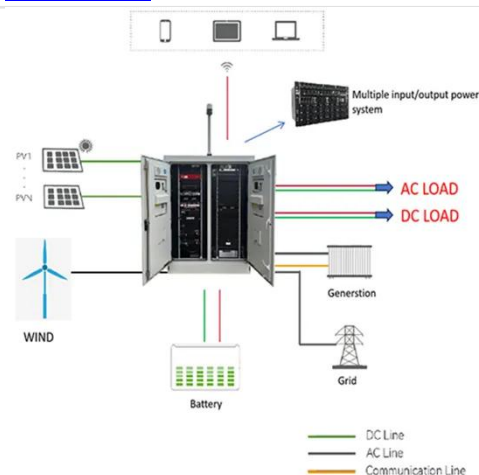 Multiple input/output power
system
PV1
PVN
AC LOAD
DC LOAD
WIND
Generstion
Grid
Battery
DC Line
AC Line
Communication Line